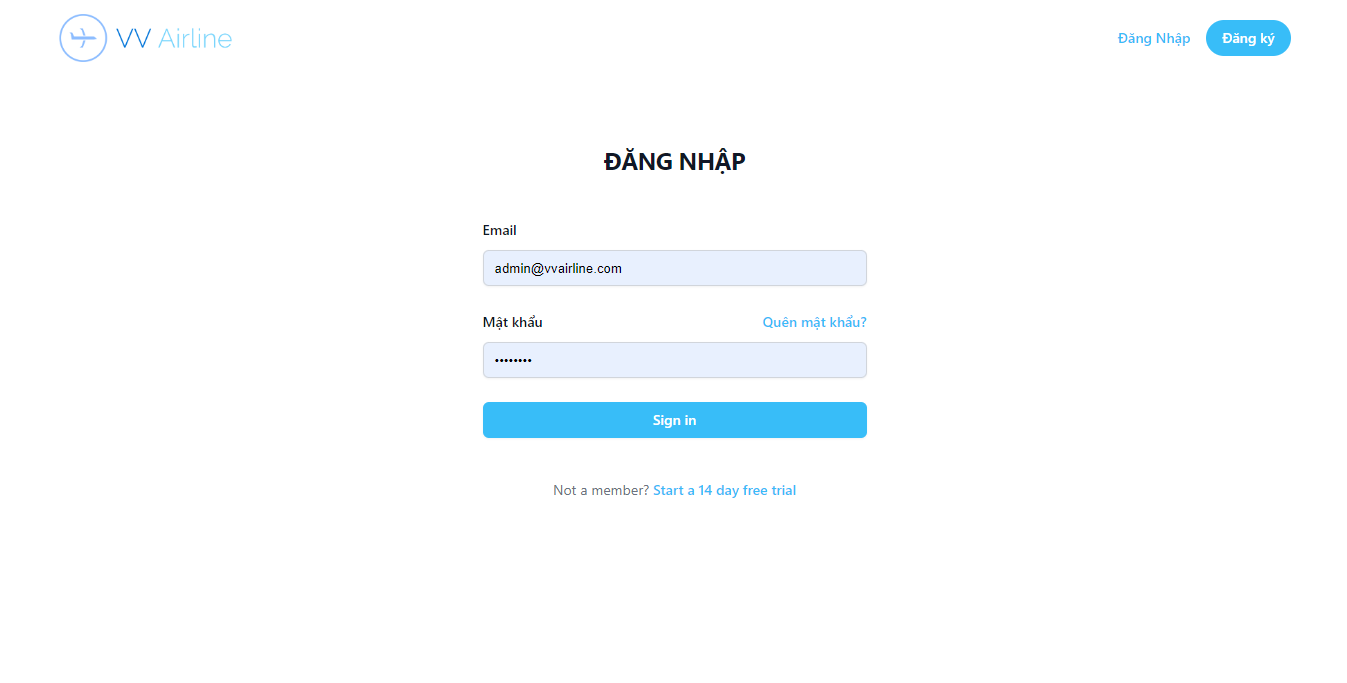 VV Airline
Đăng Nhập
Đăng ký
ĐĂNG NHẬP
Email
admin@vvairline.com
Mật khẩu
Quên mật khẩu?
••••••••
Sign in
Not a member? Start a 14 day free trial